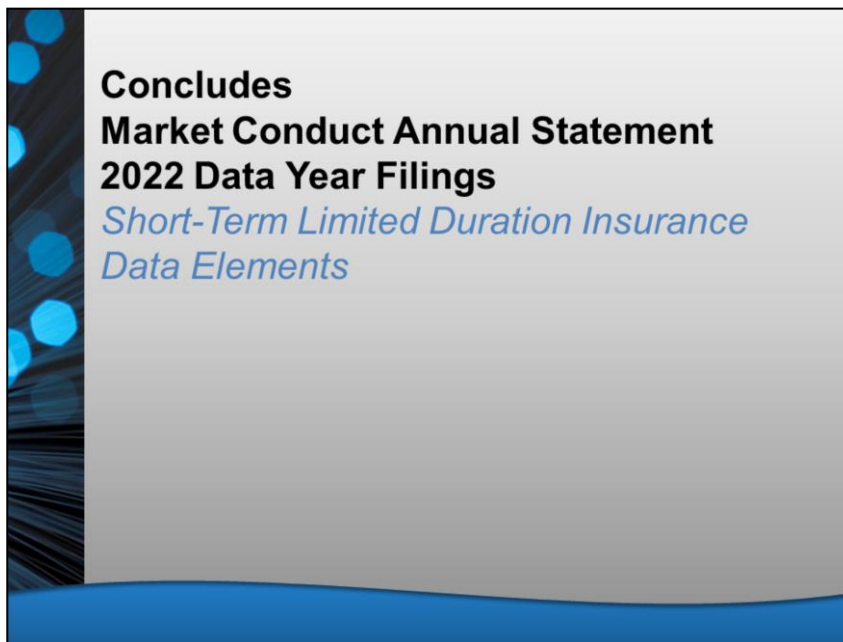 Concludes
Market Conduct Annual Statement
2022 Data Year Filings
Short-Term Limited Duration Insurance
Data Elements